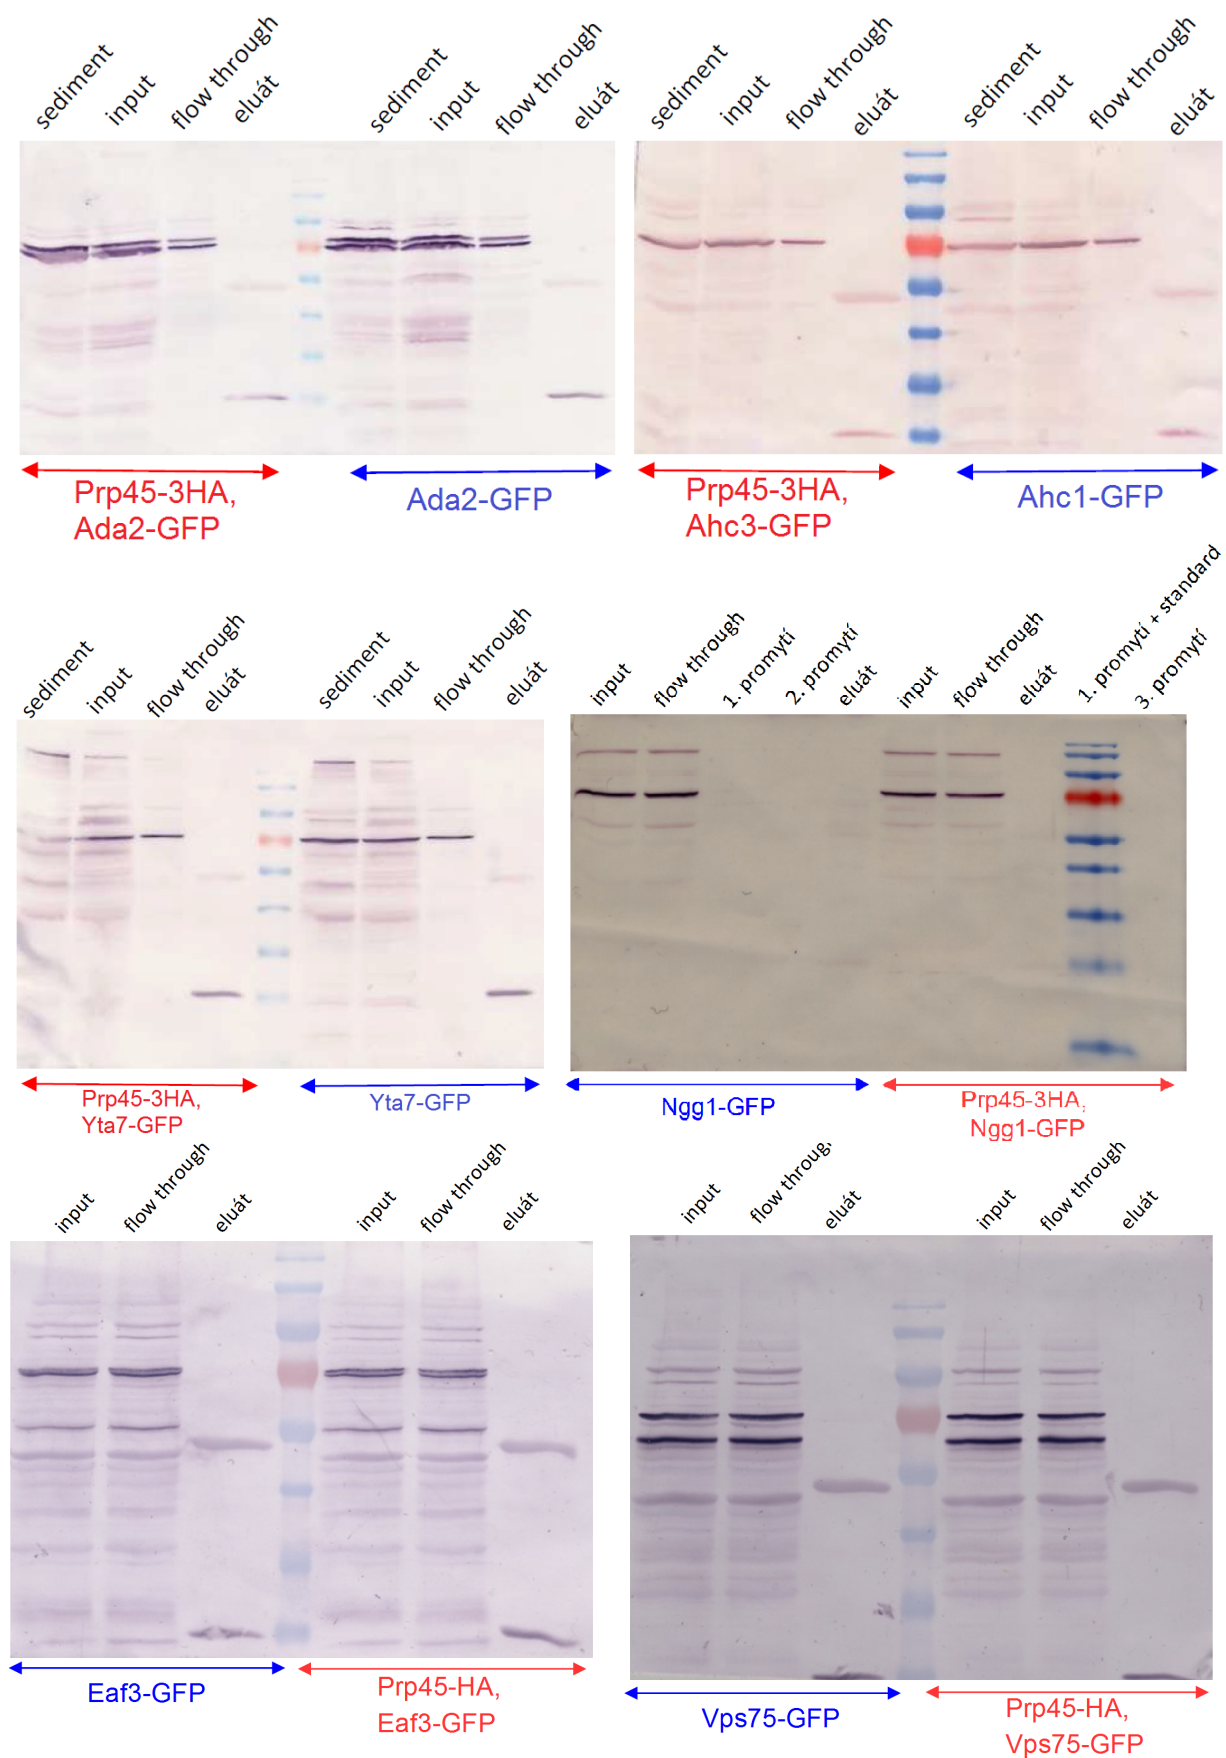 sediment
input
flow through
eluát
sediment
input
flow through
eluát
sediment
input
flow through
eluát
sediment
input
flow through
eluát
Prp45-3HA,
Ada2-GFP
Ada2-GFP
Prp45-3HA,
Ahc3-GFP
Ahc1-GFP
sediment
input
flow through
eluát
sediment
input
flow through
eluát
input
flow through
1. promytí
2. promytí
eluát
input
flow through
eluát
1. promytí + standard
3. promytí
Prp45-3HA,
Yta7-GFP
Yta7-GFP
Ngg1-GFP
Prp45-3HA,
Ngg1-GFP
input
flow through
eluát
input
flow through
eluát
input
flow throug
eluát
input
flow through
eluát
Eaf3-GFP
Prp45-HA,
Eaf3-GFP
Vps75-GFP
Prp45-HA,
Vps75-GFP